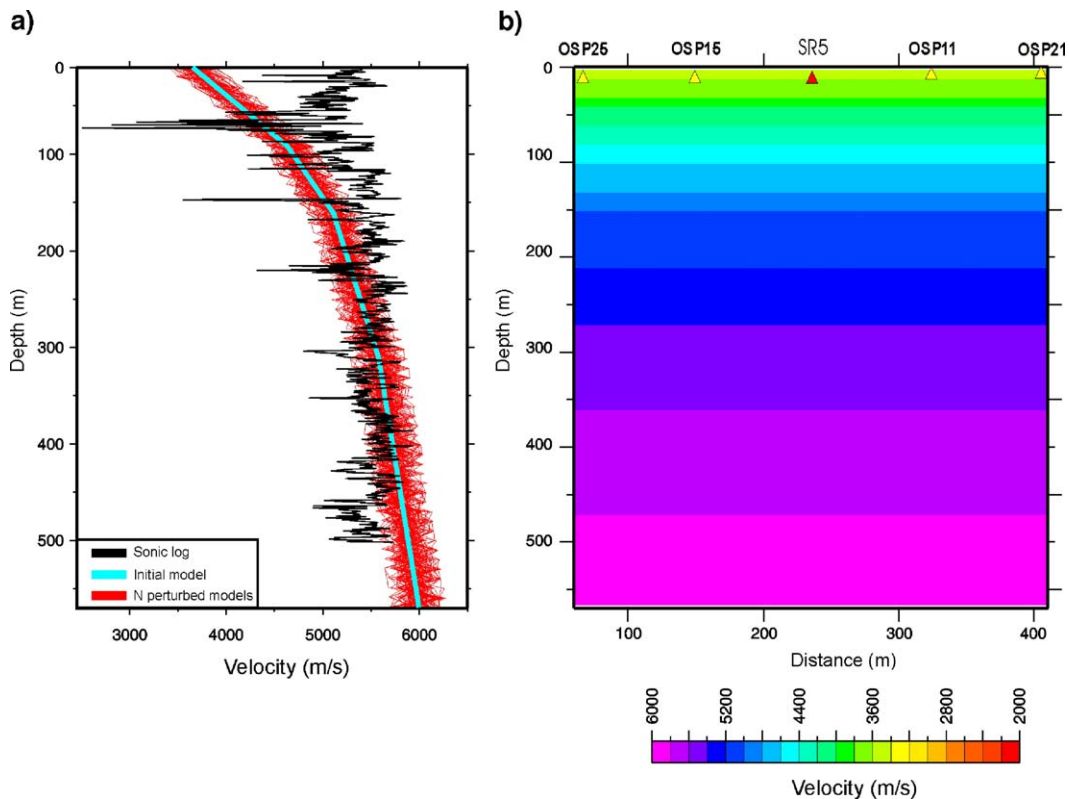 a)
0
100
200
300
400
500
Depth (m)
Sonic log
Initial model
N perturbed models
3000 4000 5000 6000
Velocity (m/s)
b)
OSP25 OSP15 SR5 OSP11 OSP21
0
100
200
300
400
500
Depth (m)
100 200 300 400
Distance (m)
6000 5200 4400 3600 2800 2000
Velocity (m/s)